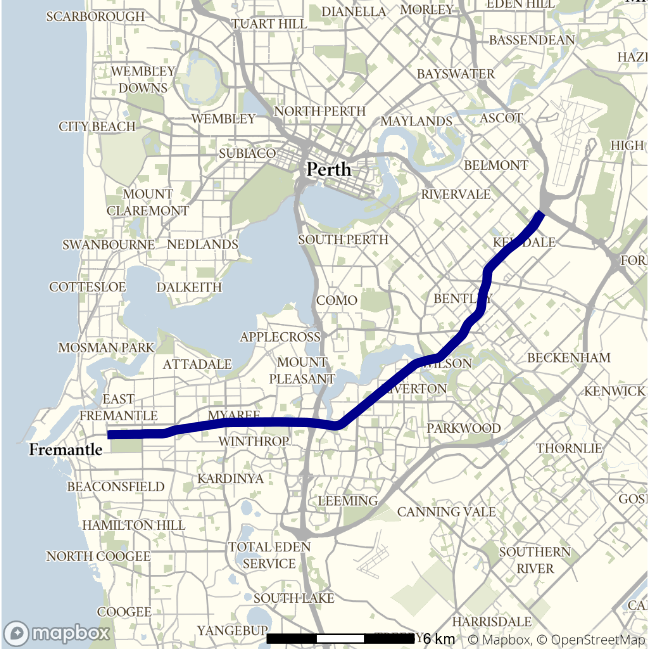 SCARBOROUGH
TUART HILL
DIANELLA
MORLEY
EDEN HILL
BASSENDEAN
WEMBLEY
DOWNS
BAYSWATER
HAZ
NORTH PERTH
CITY BEACH
WEMBLEY
MAYLANDS
ASCOT
SUBIACO
Perth
BELMONT
HIGH
MOUNT
CLAREMONT
RIVERVALE
SWANBOURNE
NEDLANDS
SOUTH PERTH
KEWDALE
FOR
COTTESLOE
DALKEITH
COMO
BENTLEY
MOSMAN PARK
APPLECROSS
ATTADALE
MOUNT
PLEASANT
WILSON
BECKENHAM
EAST
FREMANTLE
MYAREE
RIVERTON
KENWICK
Fremantle
WINTHROP
PARKWOOD
THORNLIE
BEACONSFIELD
KARDINYA
LEEMING
GOS
HAMILTON HILL
CANNING VALE
NORTH COOGEE
TOTAL EDEN
SERVICE
SOUTHERN
RIVER
COOGEE
SOUTH LAKE
CA
YANGEBUP
HARRISDALE
mapbox
6 km
© Mapbox, © OpenStreetMap